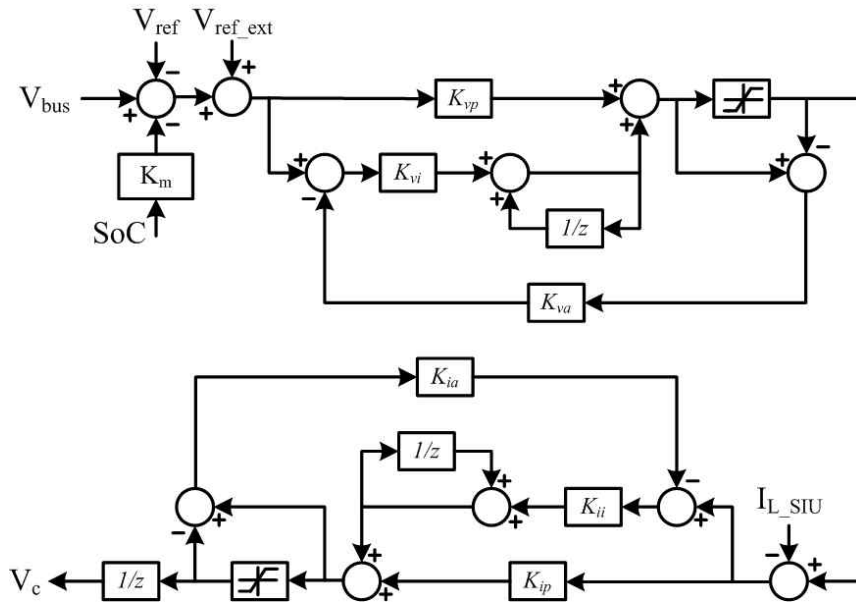 V_ref V_ref_ext
− +
V_bus + − + K_vp + − 
K_m + + + −
− K_vi + + +
SoC 1/z
K_va
K_ia
1/z + −
+ K_ii + I_L_SIU
− + + −
V_c 1/z + K_ip +